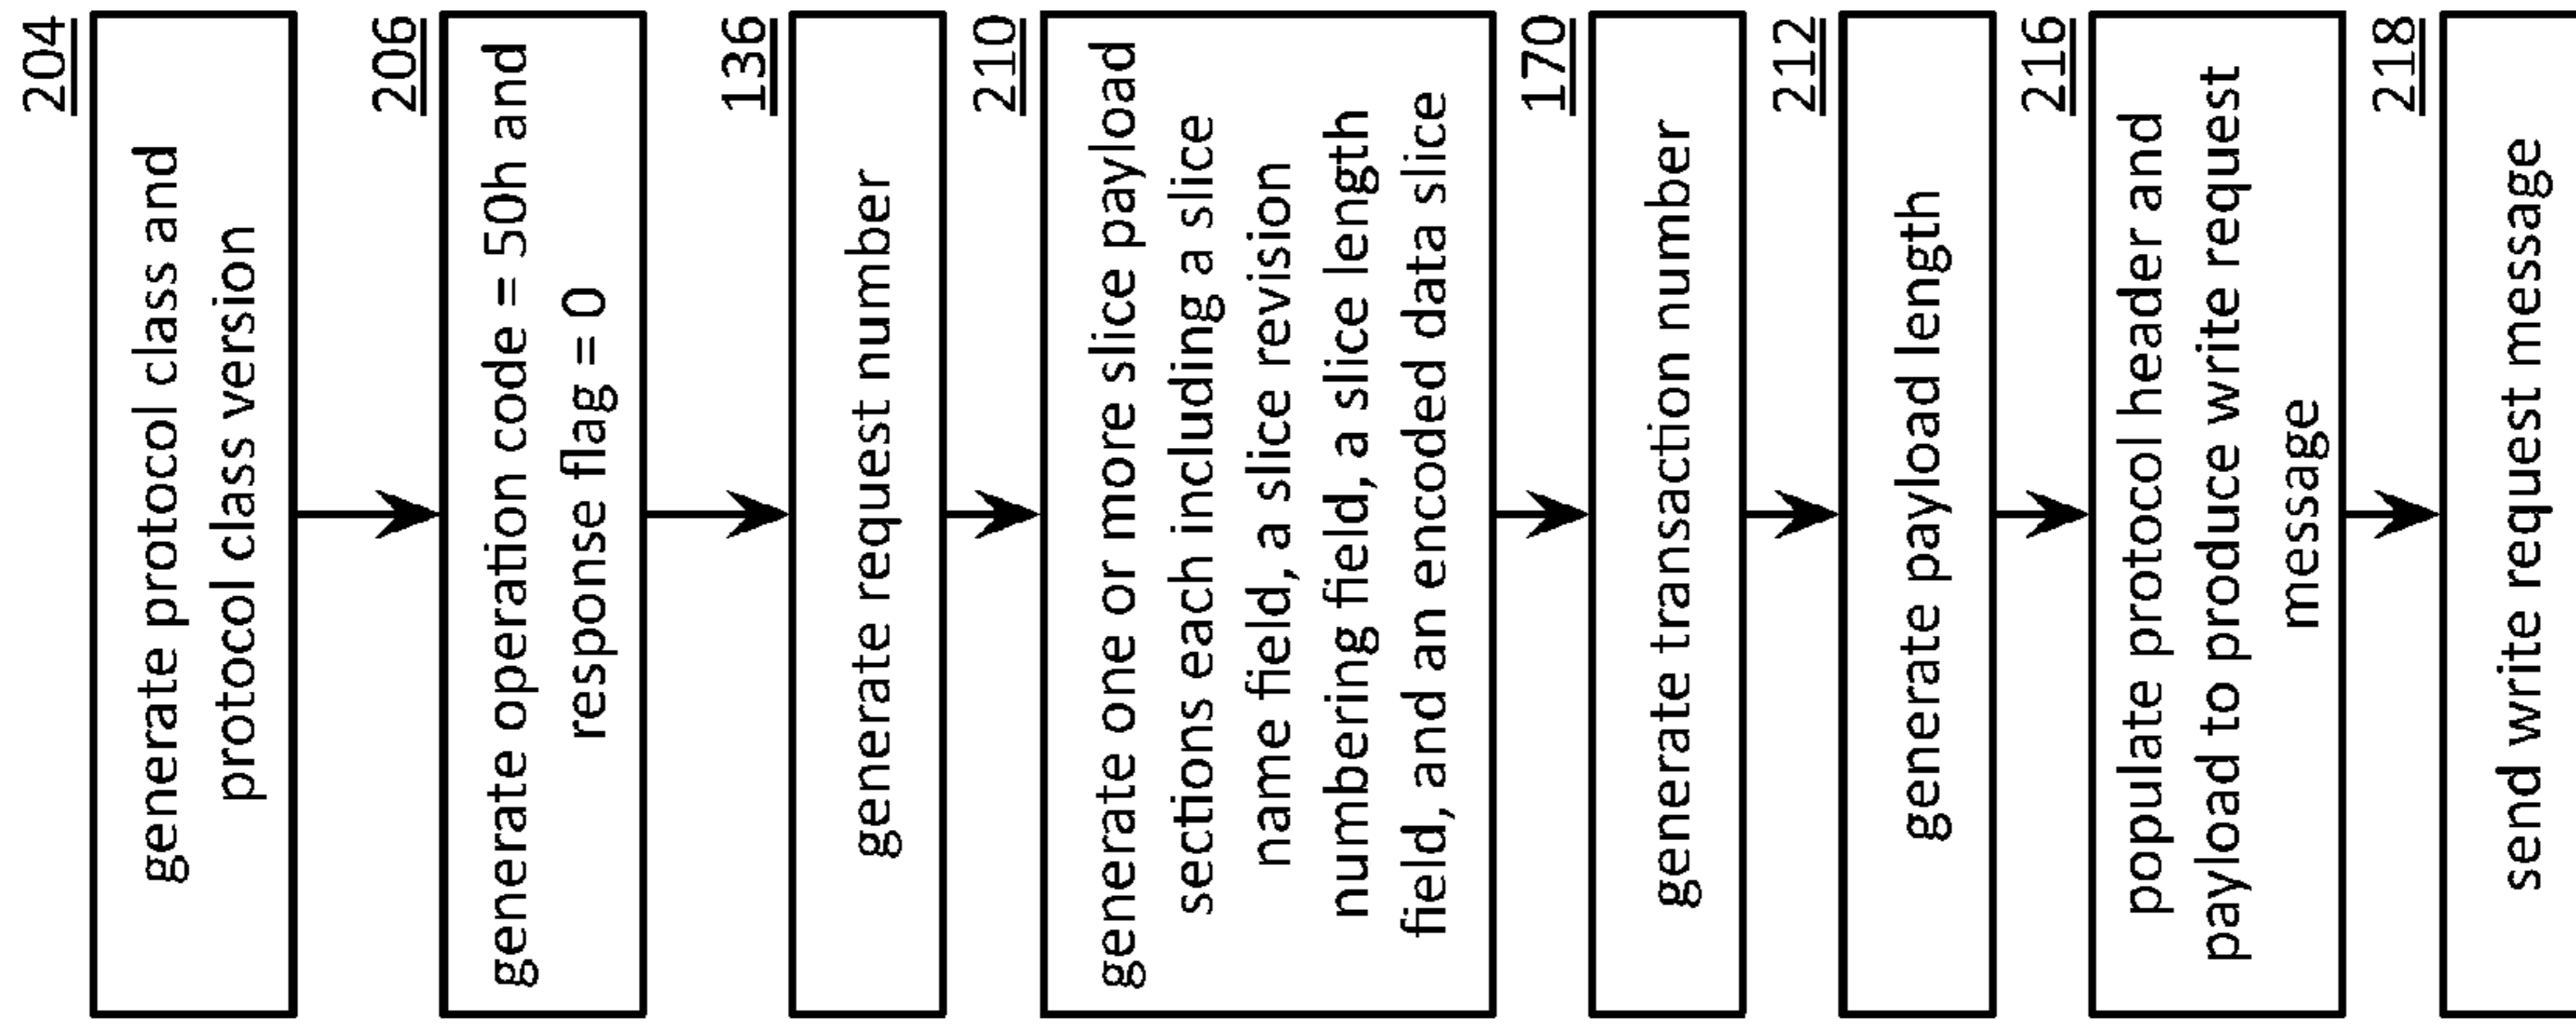 204
generate protocol class and
protocol class version
206
generate operation code = 50h and
response flag = 0
136
generate request number
210
generate one or more slice payload
sections each including a slice
name field, a slice revision
numbering field, a slice length
field, and an encoded data slice
170
generate transaction number
212
generate payload length
216
populate protocol header and
payload to produce write request
message
218
send write request message